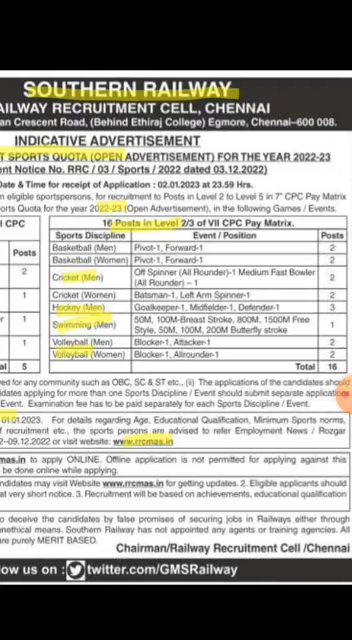 SOUTHERN RAILWAY
AILWAY RECRUITMENT CELL, CHENNAI
an Crescent Road, (Behind Ethiraj College) Egmore, Chennai–600 008.
INDICATIVE ADVERTISEMENT
T SPORTS QUOTA (OPEN ADVERTISEMENT) FOR THE YEAR 2022-23
ent Notice No. RRC / 03 / Sports / 2022 dated 03.12.2022)
Date & Time for receipt of Application : 02.01.2023 at 23.59 Hrs.
m eligible sportspersons, for recruitment to Posts in Level 2 to Level 5 in 7th CPC Pay Matrix
ports Quota for the year 2022-23 (Open Advertisement), in the following Games / Events.
I CPC
16 Posts in Level 2/3 of VII CPC Pay Matrix.
Posts
Sports Discipline Event / Position Posts
Basketball (Men) Pivot-1, Forward-1 2
Basketball (Women) Pivot-1, Forward-1 2
2
Cricket (Men) Off Spinner (All Rounder)-1 Medium Fast Bowler (All Rounder) – 1 2
1
Cricket (Women) Batsman-1, Left Arm Spinner-1 2
Hockey (Men) Goalkeeper-1, Midfielder-1, Defender-1 3
r 1
Swimming (Men) 50M, 100M-Breast Stroke, 800M, 1500M Free Style, 50M, 100M, 200M Butterfly stroke 1
1
Volleyball (Men) Blocker-1, Attacker-1 2
Volleyball (Women) Blocker-1, Allrounder-1 2
al 5
Total 16
ved for any community such as OBC, SC & ST etc., (ii) The applications of the candidates should
idates applying for more than one Sports Discipline / Event should submit separate applications
Event. Examination fee has to be paid separately for each Sports Discipline / Event.
01.01.2023. For details regarding Age, Educational Qualification, Minimum Sports norms,
f recruitment etc., the sports persons are advised to refer Employment News / Rozgar
2–09.12.2022 or visit website: www.rrcmas.in
mas.in to apply ONLINE. Offline application is not permitted for applying against this
be done online while applying.
ndidates may visit Website www.rrcmas.in for getting updates. 2. Eligible applicants should
at very short notice. 3. Recruitment will be based on achievements, educational qualification
o deceive the candidates by false promises of securing jobs in Railways either through
nethical means. Southern Railway has not appointed any agents or training agencies. All
are purely MERIT BASED.
Chairman/Railway Recruitment Cell /Chennai
low us on : twitter.com/GMSRailway